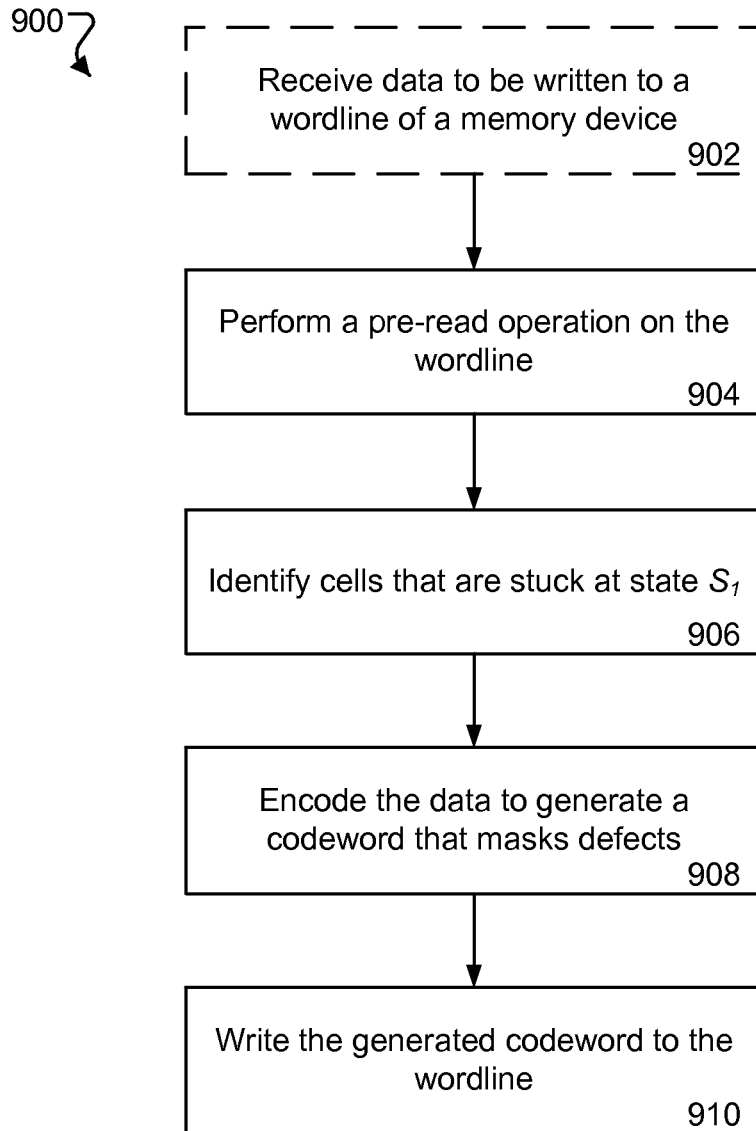 900
Receive data to be written to a
wordline of a memory device
902
Perform a pre-read operation on the
wordline
904
Identify cells that are stuck at state S₁
906
Encode the data to generate a
codeword that masks defects
908
Write the generated codeword to the
wordline
910